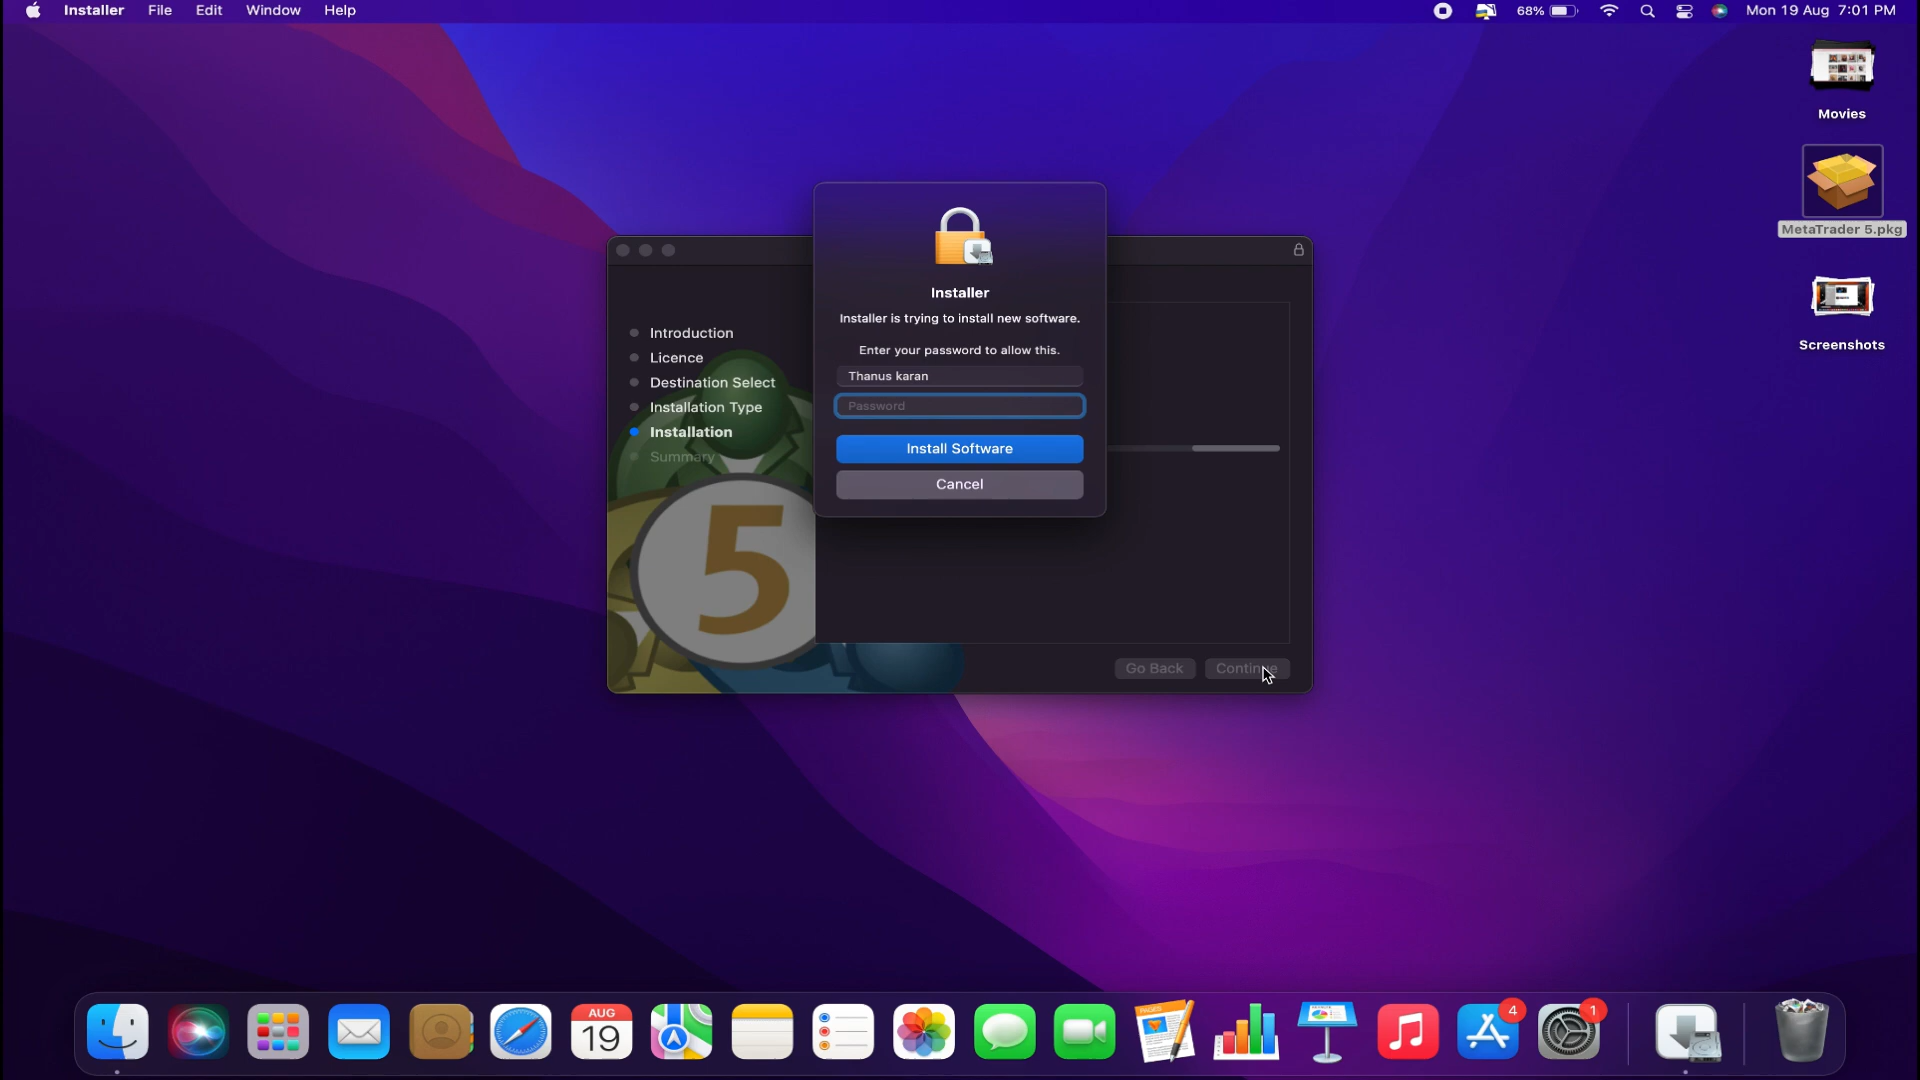 Installer File Edit Window Help 68% Mon 19 Aug 7:01 PM
Movies
MetaTrader 5.pkg
Screenshots
Installer
Installer is trying to install new software.
Enter your password to allow this.
Thanus karan
Password
Install Software
Cancel
Introduction
Licence
Destination Select
Installation Type
Installation
Summary
5
Go Back Continue
AUG
19
PAGES
4
1